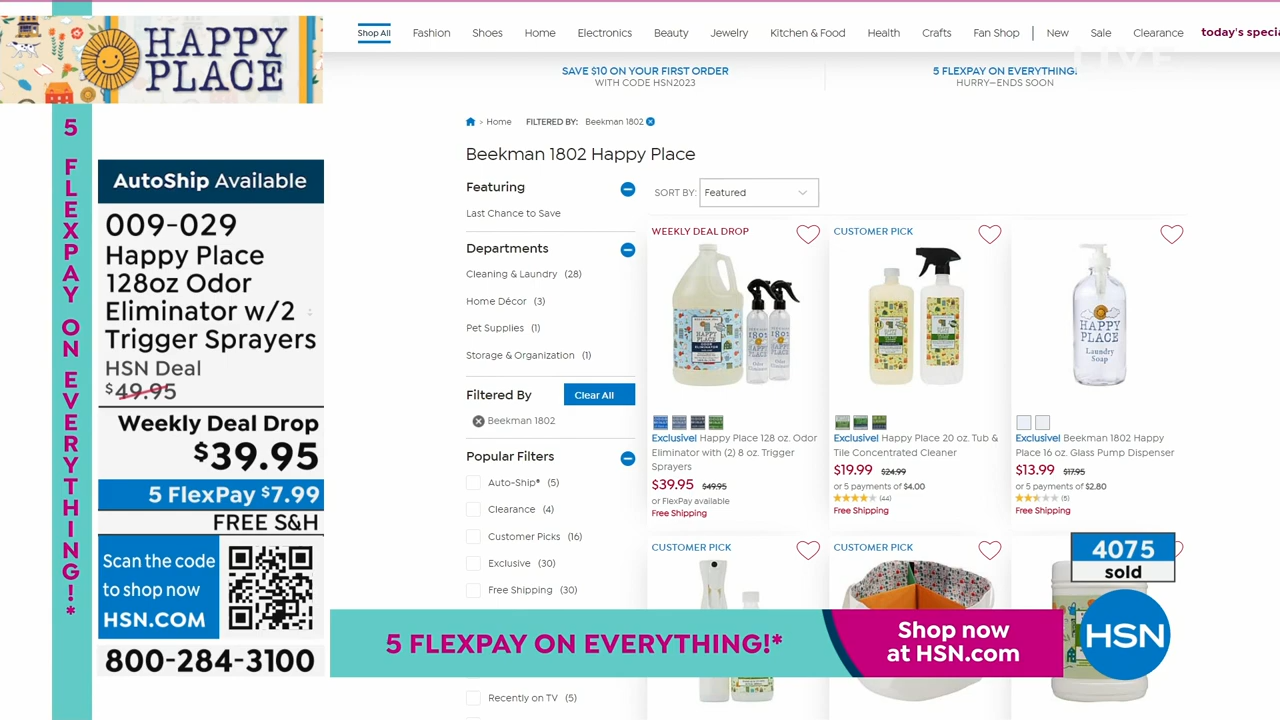 HAPPY
PLACE
5 FLEXPAY ON EVERYTHING!*
AutoShip Available
009-029
Happy Place
128oz Odor
Eliminator w/2
Trigger Sprayers
HSN Deal
$49.95
Weekly Deal Drop
$39.95
5 FlexPay $7.99
FREE S&H
Scan the code
to shop now
HSN.COM
800-284-3100
Shop All Fashion Shoes Home Electronics Beauty Jewelry Kitchen & Food Health Crafts Fan Shop New Sale Clearance today's specia
LIVE
SAVE $10 ON YOUR FIRST ORDER
WITH CODE HSN2023
5 FLEXPAY ON EVERYTHING!
HURRY—ENDS SOON
> Home FILTERED BY: Beekman 1802
Beekman 1802 Happy Place
Featuring
Last Chance to Save
Departments
Cleaning & Laundry (28)
Home Décor (3)
Pet Supplies (1)
Storage & Organization (1)
Filtered By Clear All
Beekman 1802
Popular Filters
Auto-Ship® (5)
Clearance (4)
Customer Picks (16)
Exclusive (30)
Free Shipping (30)
Recently on TV (5)
SORT BY: Featured
WEEKLY DEAL DROP
HAPPY
PLACE
ODOR
ELIMINATOR
1802
Exclusive! Happy Place 128 oz. Odor
Eliminator with (2) 8 oz. Trigger
Sprayers
$39.95 $49.95
or FlexPay available
Free Shipping
CUSTOMER PICK
Exclusive! Happy Place 20 oz. Tub &
Tile Concentrated Cleaner
$19.99 $24.99
or 5 payments of $4.00
(44)
Free Shipping
HAPPY
PLACE
Laundry
Soap
Exclusive! Beekman 1802 Happy
Place 16 oz. Glass Pump Dispenser
$13.99 $17.95
or 5 payments of $2.80
(5)
Free Shipping
CUSTOMER PICK
CUSTOMER PICK
4075
sold
5 FLEXPAY ON EVERYTHING!*
Shop now
at HSN.com
HSN